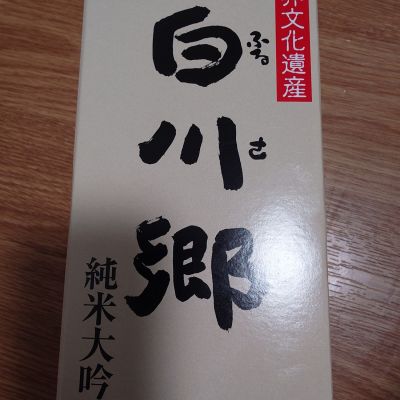 界文化遺産
白川郷
ふる
さ
純米大吟